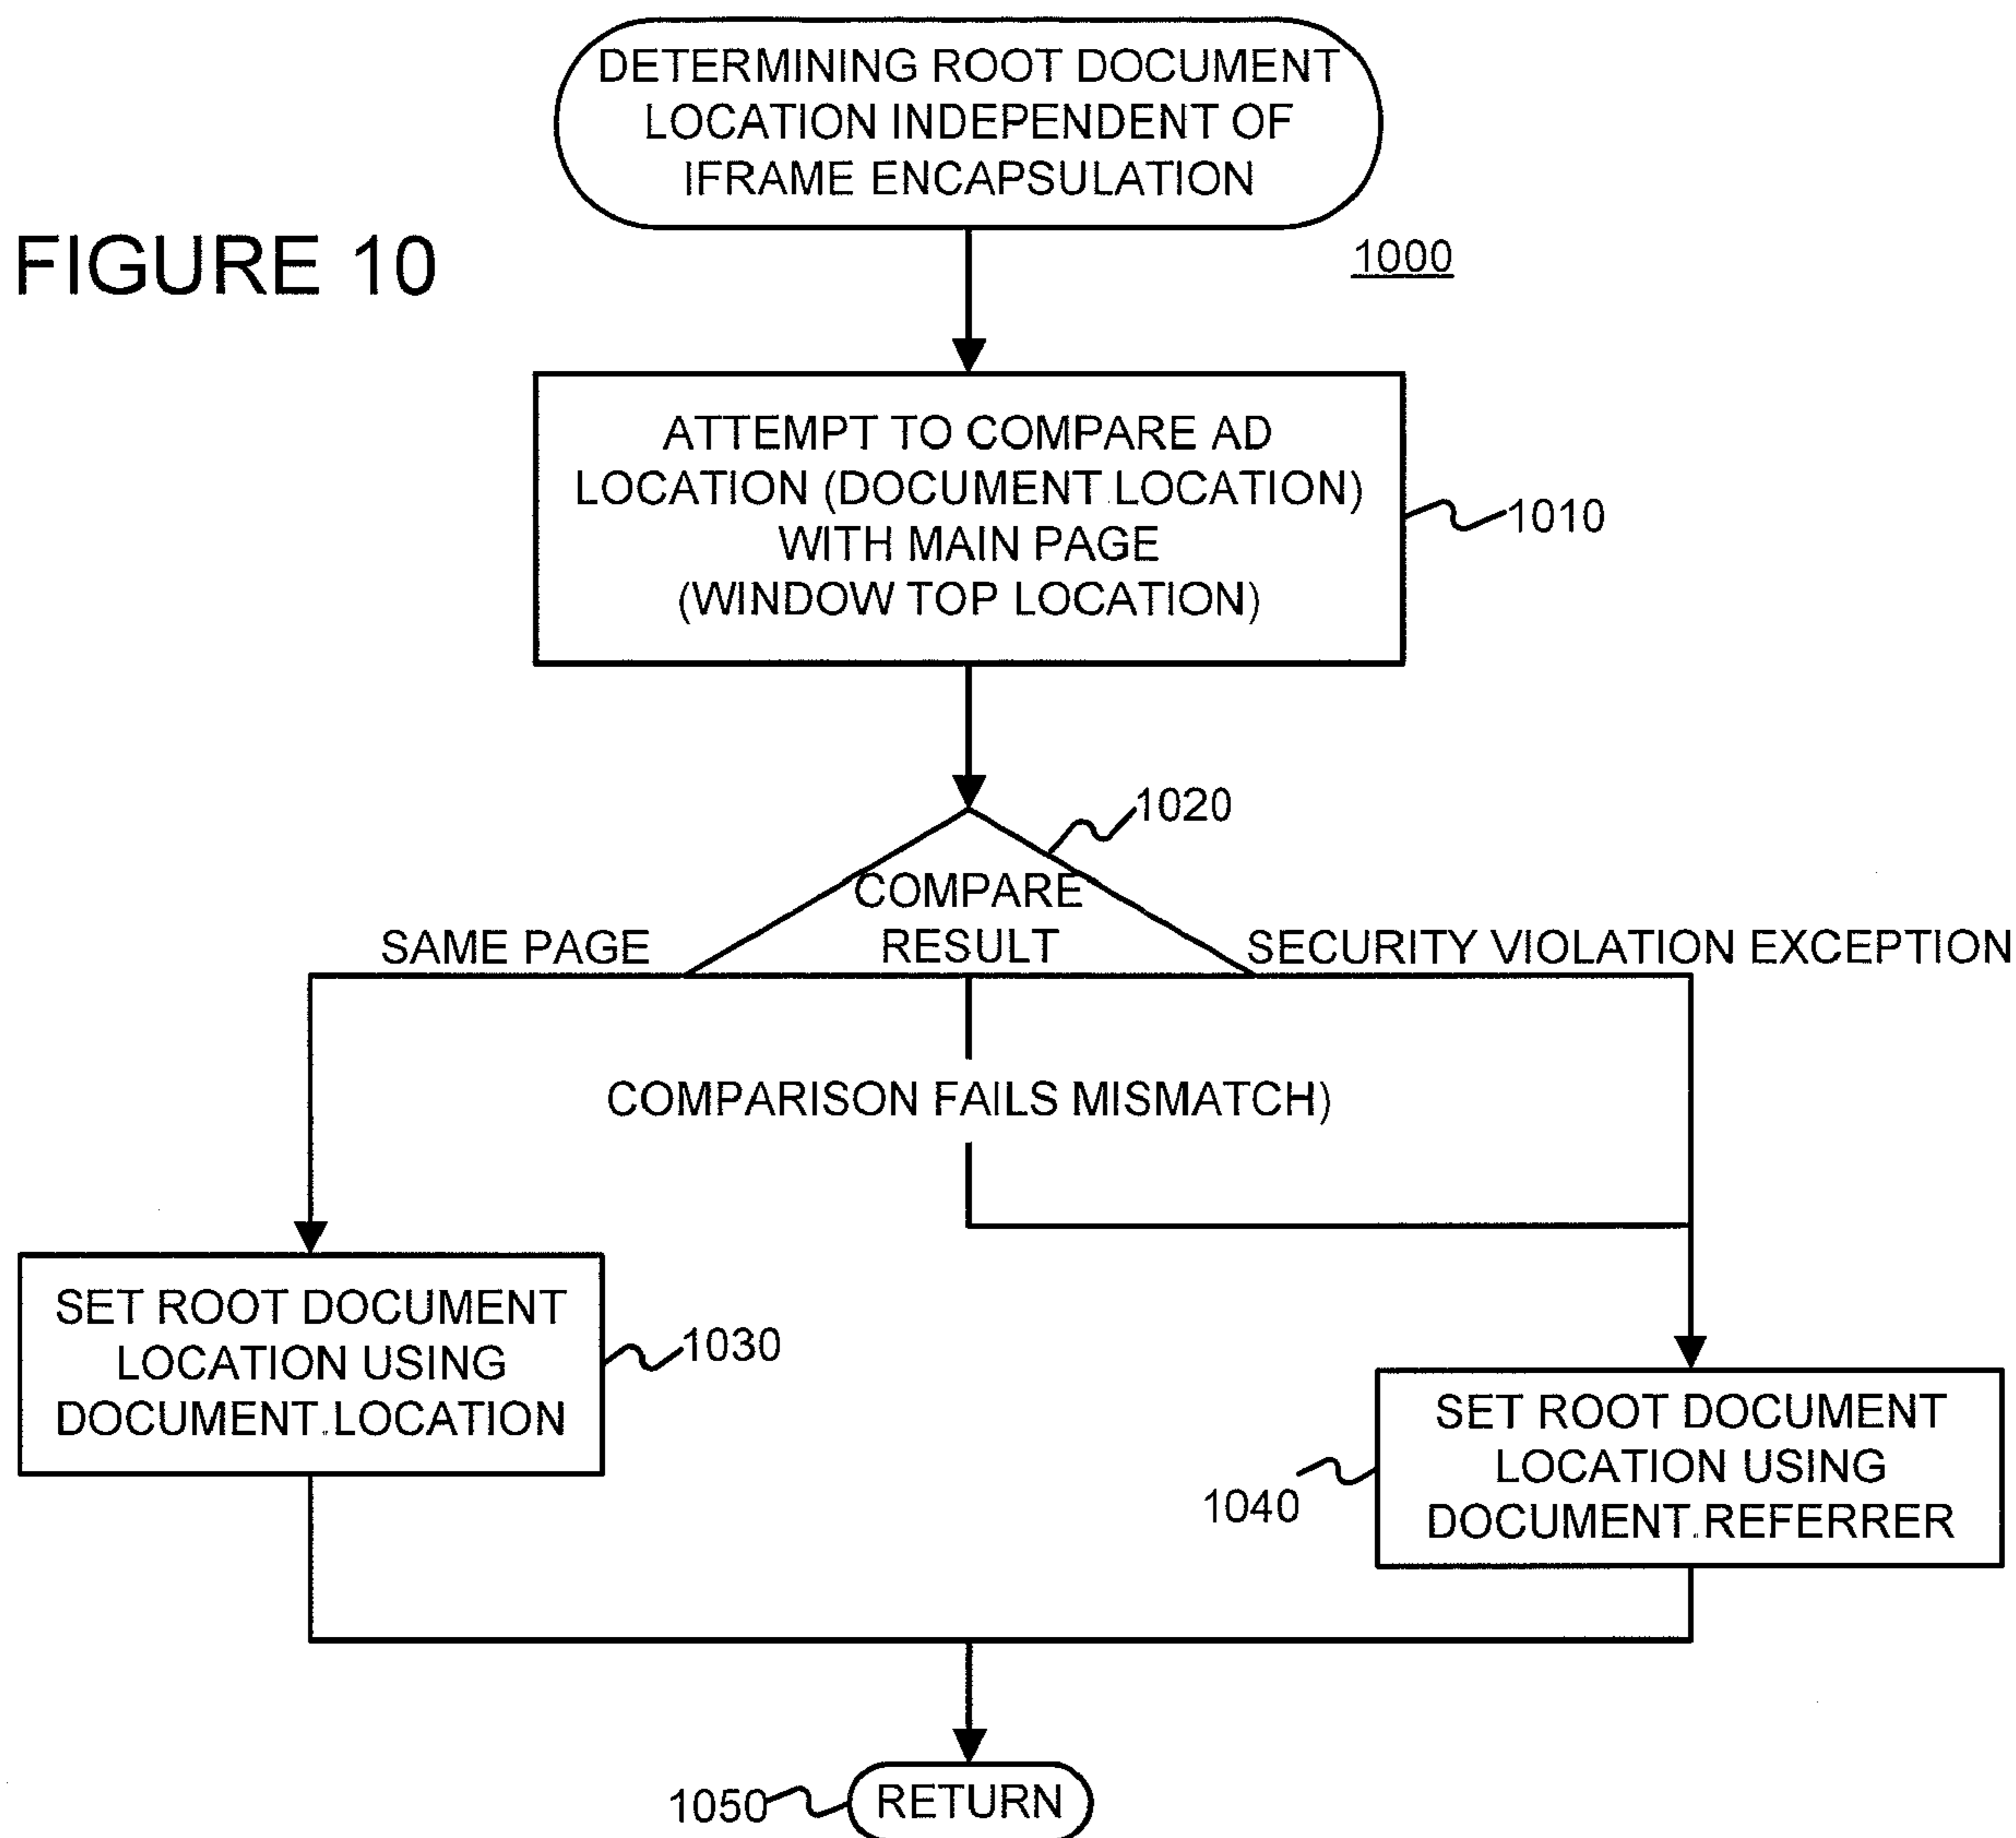 DETERMINING ROOT DOCUMENT
LOCATION INDEPENDENT OF
IFRAME ENCAPSULATION
FIGURE 10
1000
ATTEMPT TO COMPARE AD
LOCATION (DOCUMENT.LOCATION)
WITH MAIN PAGE
(WINDOW TOP LOCATION)
1010
1020
COMPARE
RESULT
SAME PAGE
SECURITY VIOLATION EXCEPTION
COMPARISON FAILS MISMATCH)
SET ROOT DOCUMENT
LOCATION USING
DOCUMENT.LOCATION
1030
SET ROOT DOCUMENT
LOCATION USING
DOCUMENT.REFERRER
1040
1050
RETURN